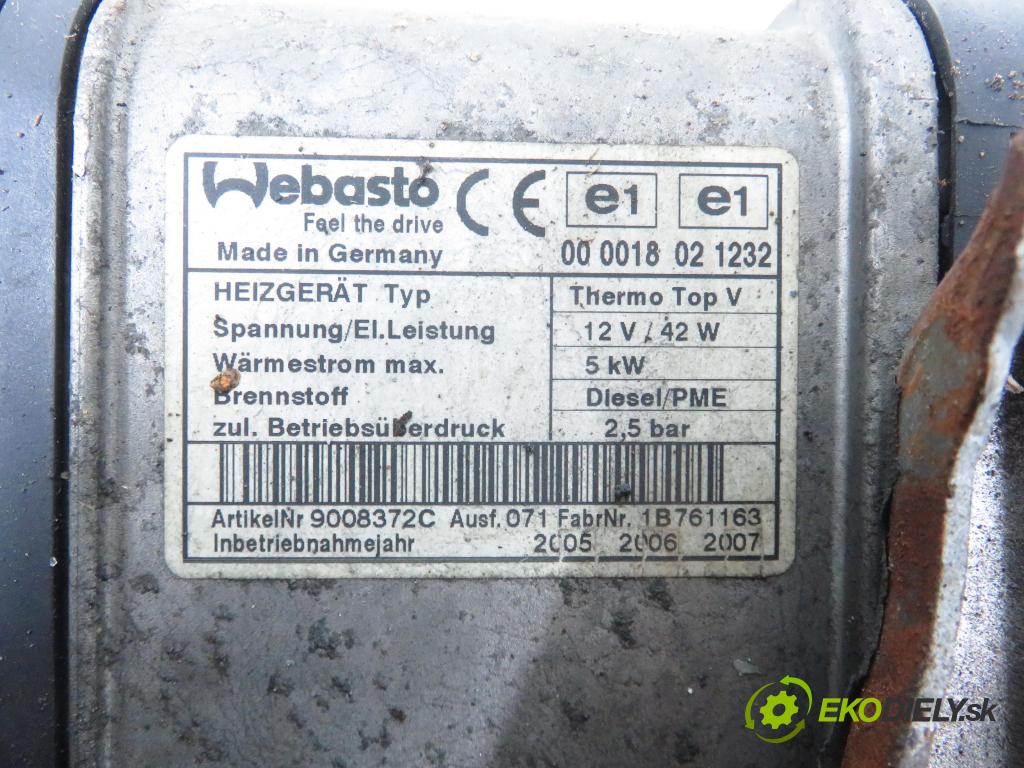 Webasto CE e1 e1
Feel the drive
Made in Germany 00 0018 02 1232
HEIZGERÄT Typ Thermo Top V
Spannung/El.Leistung 12 V / 42 W
Wärmestrom max. 5 kW
Brennstoff Diesel/PME
zul. Betriebsüberdruck 2,5 bar
ArtikelNr 9008372C Ausf. 071 FabrNr. 1B761163
Inbetriebnahmejahr 2005 2006 2007
EKODIELY.sk